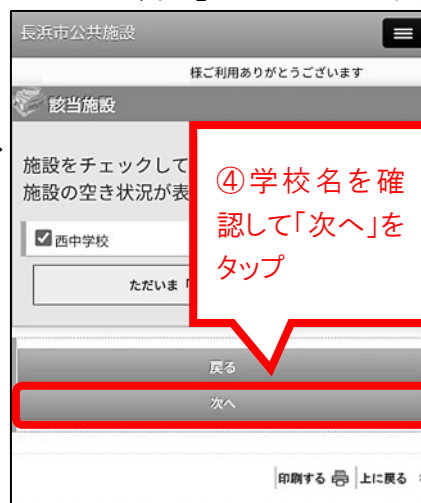 長浜市公共施設
様ご利用ありがとうございます
該当施設
施設をチェックして
施設の空き状況が表
西中学校
ただいま「
④学校名を確
認して「次へ」を
タップ
戻る
次へ
印刷する 上に戻る